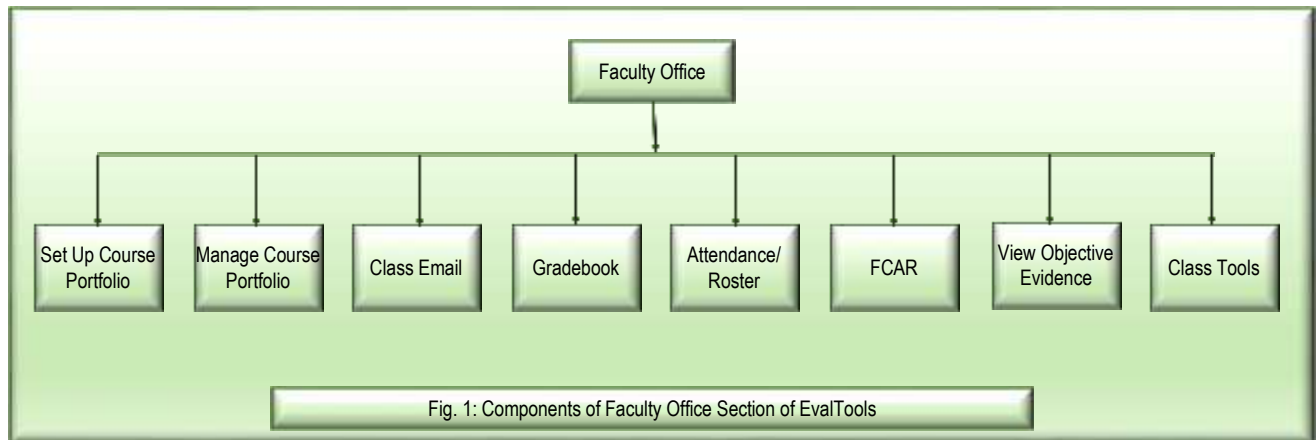 Faculty Office
Set Up Course
Portfolio
Manage Course
Portfolio
Class Email
Gradebook
Attendance/
Roster
FCAR
View Objective
Evidence
Class Tools
Fig. 1: Components of Faculty Office Section of EvalTools